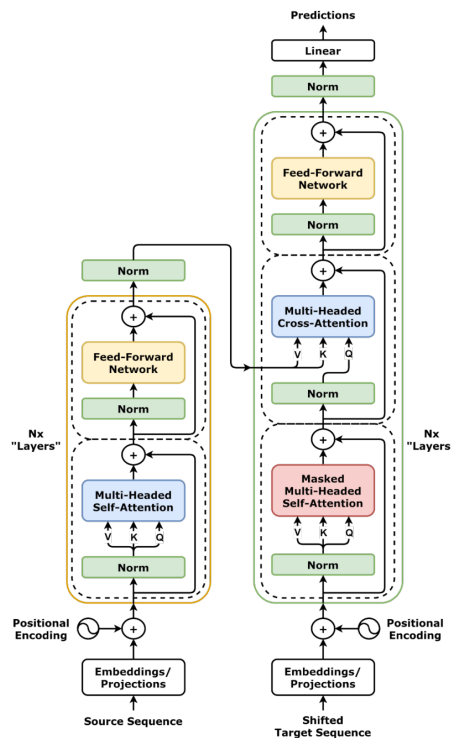 Predictions
Linear
Norm
+
Feed-Forward
Network
Norm
+
Multi-Headed
Cross-Attention
V K Q
Norm
+
Masked
Multi-Headed
Self-Attention
V K Q
Norm
Nx
"Layers
+
Positional
Encoding
Embeddings/
Projections
Shifted
Target Sequence
Norm
+
Feed-Forward
Network
Norm
+
Multi-Headed
Self-Attention
V K Q
Norm
Nx
"Layers"
Positional
Encoding
+
Embeddings/
Projections
Source Sequence